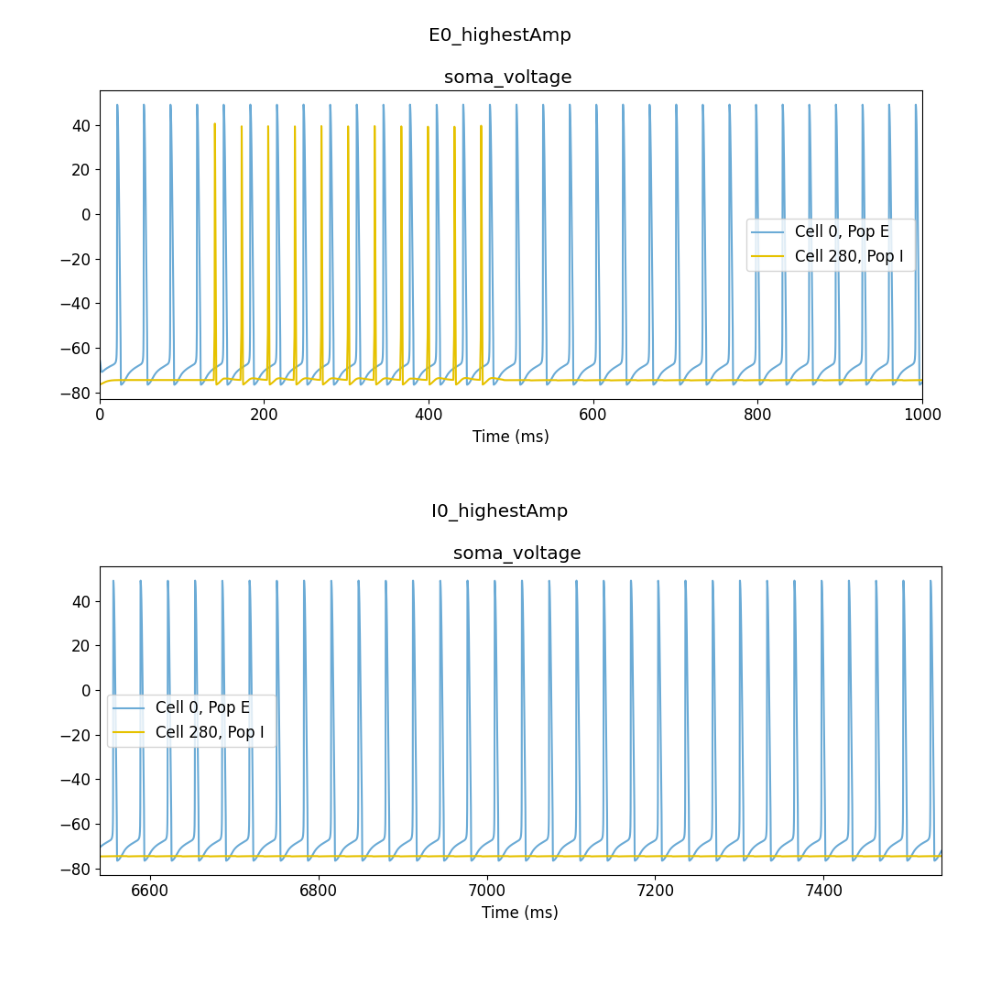 E0_highestAmp
soma_voltage
40
20
0
−20
−40
−60
−80
Cell 0, Pop E
Cell 280, Pop I
0 200 400 600 800 1000
Time (ms)
I0_highestAmp
soma_voltage
40
20
0
−20
−40
−60
−80
Cell 0, Pop E
Cell 280, Pop I
6600 6800 7000 7200 7400
Time (ms)